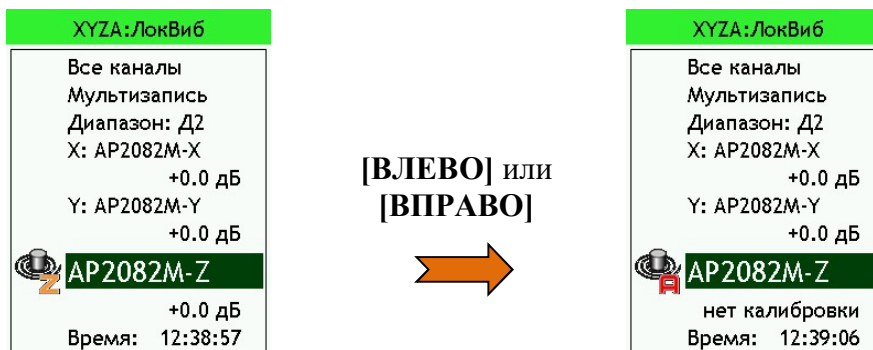 XYZA:ЛокВиб
Все каналы
Мультизапись
Диапазон: Д2
X: AP2082M-X
+0.0 дБ
Y: AP2082M-Y
+0.0 дБ
Z
AP2082M-Z
+0.0 дБ
Время: 12:38:57
[ВЛЕВО] или
[ВПРАВО]
XYZA:ЛокВиб
Все каналы
Мультизапись
Диапазон: Д2
X: AP2082M-X
+0.0 дБ
Y: AP2082M-Y
+0.0 дБ
A
AP2082M-Z
нет калибровки
Время: 12:39:06